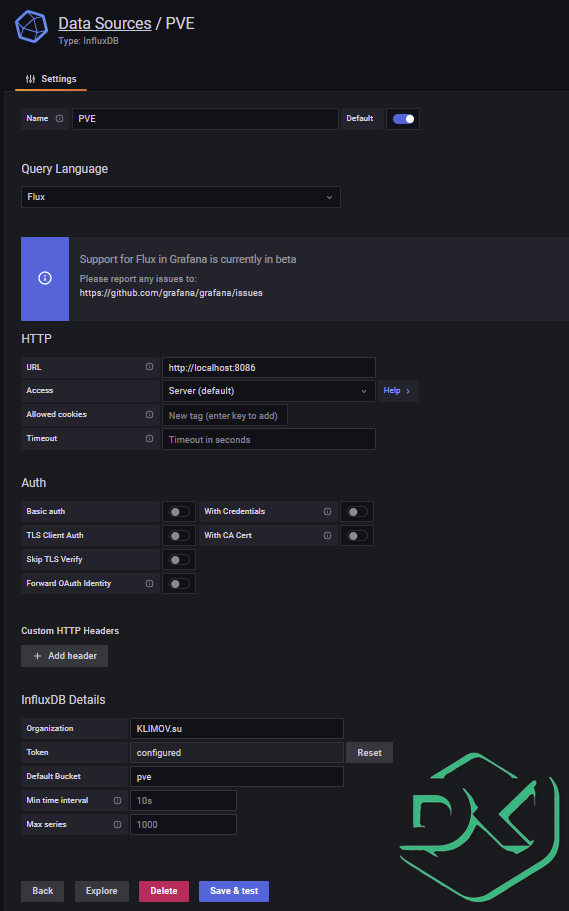 Data Sources / PVE
Type: InfluxDB
Settings
Name PVE Default
Query Language
Flux
Support for Flux in Grafana is currently in beta
Please report any issues to:
https://github.com/grafana/grafana/issues
HTTP
URL http://localhost:8086
Access Server (default) Help >
Allowed cookies New tag (enter key to add)
Timeout Timeout in seconds
Auth
Basic auth With Credentials
TLS Client Auth With CA Cert
Skip TLS Verify
Forward OAuth Identity
Custom HTTP Headers
+ Add header
InfluxDB Details
Organization KLIMOV.su
Token configured Reset
Default Bucket pve
Min time interval 10s
Max series 1000
DK
Back Explore Delete Save & test